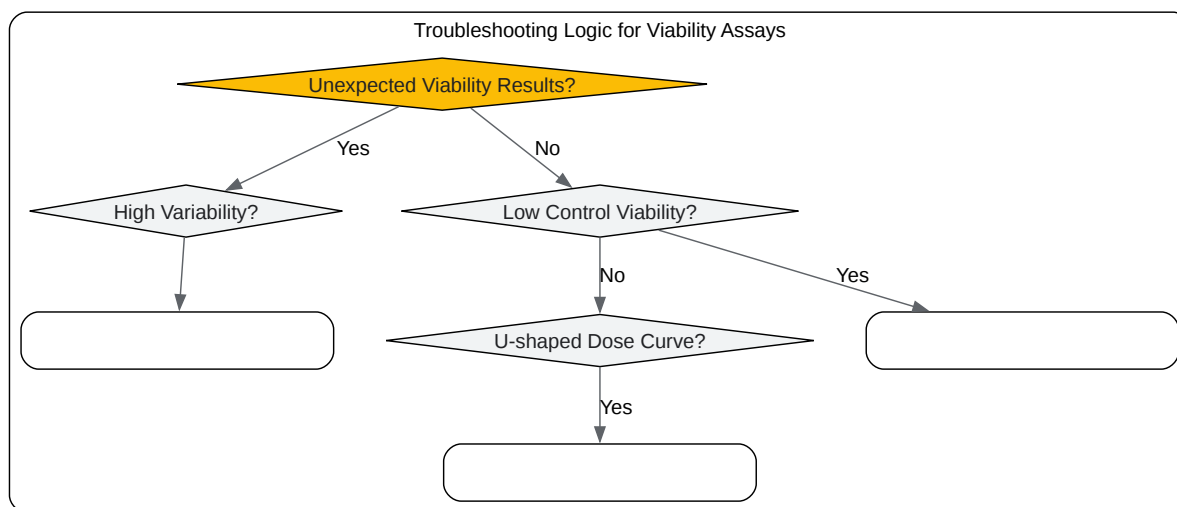 Troubleshooting Logic for Viability Assays
Unexpected Viability Results?
Yes
No
High Variability?
Low Control Viability?
No
Yes
U-shaped Dose Curve?
Yes